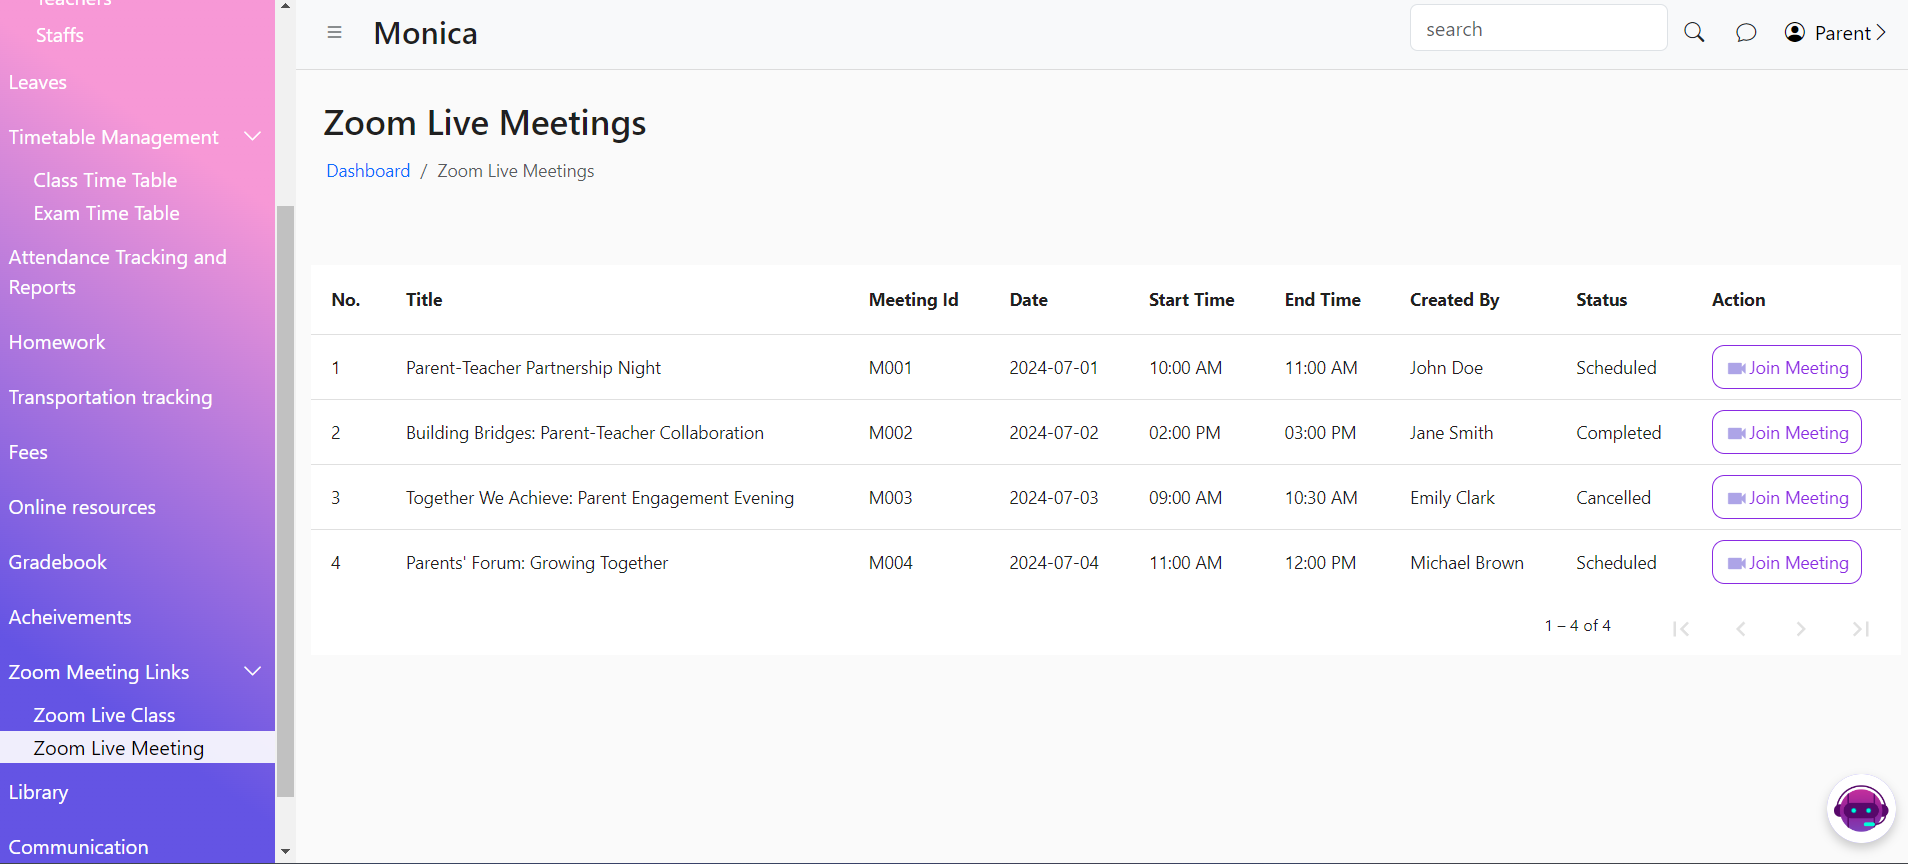 Teachers
Staffs
Leaves
Timetable Management
Class Time Table
Exam Time Table
Attendance Tracking and
Reports
Homework
Transportation tracking
Fees
Online resources
Gradebook
Acheivements
Zoom Meeting Links
Zoom Live Class
Zoom Live Meeting
Library
Communication
Monica
search
Parent
Zoom Live Meetings
Dashboard / Zoom Live Meetings
No. Title Meeting Id Date Start Time End Time Created By Status Action
1 Parent-Teacher Partnership Night M001 2024-07-01 10:00 AM 11:00 AM John Doe Scheduled Join Meeting
2 Building Bridges: Parent-Teacher Collaboration M002 2024-07-02 02:00 PM 03:00 PM Jane Smith Completed Join Meeting
3 Together We Achieve: Parent Engagement Evening M003 2024-07-03 09:00 AM 10:30 AM Emily Clark Cancelled Join Meeting
4 Parents' Forum: Growing Together M004 2024-07-04 11:00 AM 12:00 PM Michael Brown Scheduled Join Meeting
1 – 4 of 4